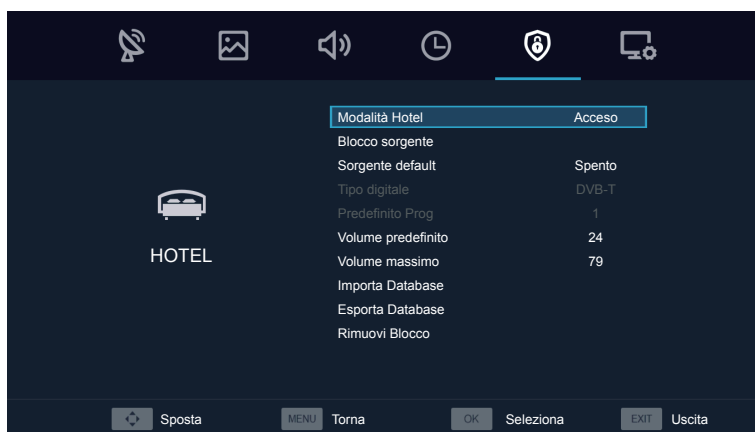 Modalità Hotel Acceso
Blocco sorgente
Sorgente default Spento
Tipo digitale DVB-T
Predefinito Prog 1
HOTEL
Volume predefinito 24
Volume massimo 79
Importa Database
Esporta Database
Rimuovi Blocco
Sposta MENU Torna OK Seleziona EXIT Uscita